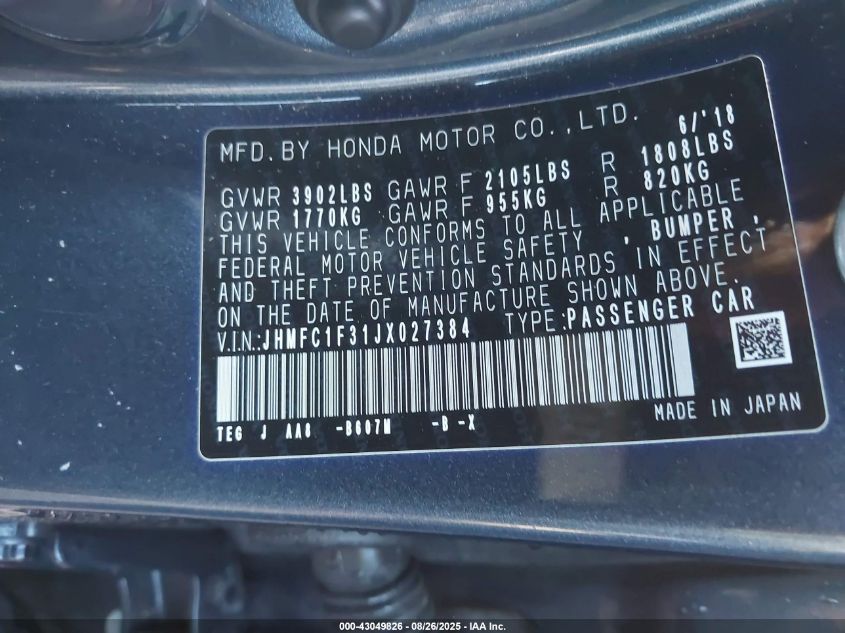 MFD.BY HONDA MOTOR CO.,LTD. 6/'18
GVWR 3902LBS GAWR F 2105LBS R 1808LBS
GVWR 1770KG GAWR F 955KG R 820KG
THIS VEHICLE CONFORMS TO ALL APPLICABLE
FEDERAL MOTOR VEHICLE SAFETY , BUMPER ,
AND THEFT PREVENTION STANDARDS IN EFFECT
ON THE DATE OF MANUFACTURE SHOWN ABOVE.
V.I.N:JHMFC1F31JX027384 TYPE:PASSENGER CAR
TEG J AA8 -B607M -B -X MADE IN JAPAN
000-43049826 - 08/26/2025 - IAA Inc.